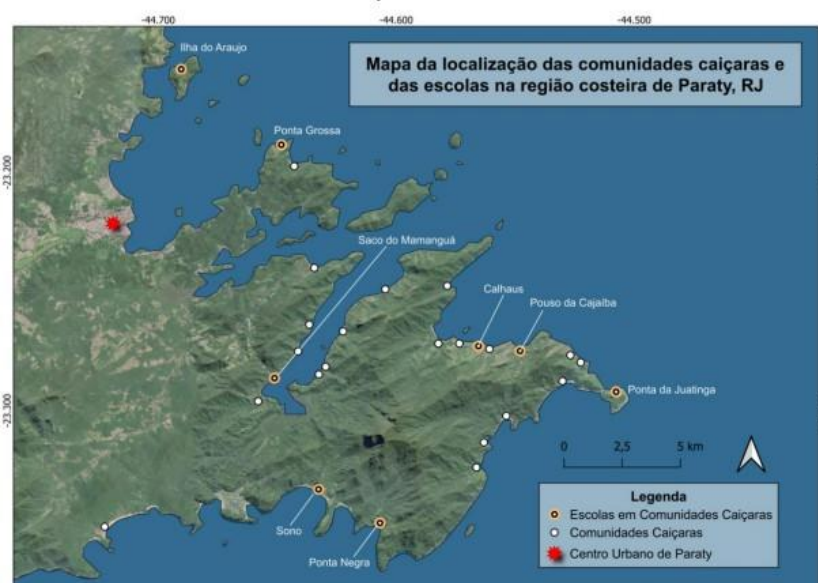 -44.700
-44.600
-44.500
Ilha do Araujo
Mapa da localização das comunidades caiçaras e
das escolas na região costeira de Paraty, RJ
Ponta Grossa
-23.200
Saco do Mamanguá
Calhaus
Pouso da Cajaíba
Ponta da Juatinga
-23.300
0 2,5 5 km
Legenda
Escolas em Comunidades Caiçaras
Comunidades Caiçaras
Centro Urbano de Paraty
Sono
Ponta Negra